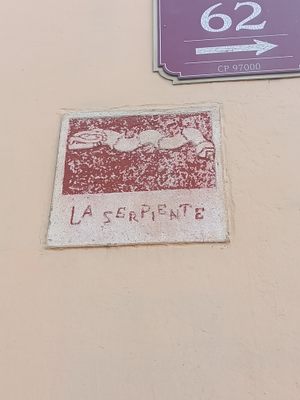 62
CP 97000
LA SERPIENTE